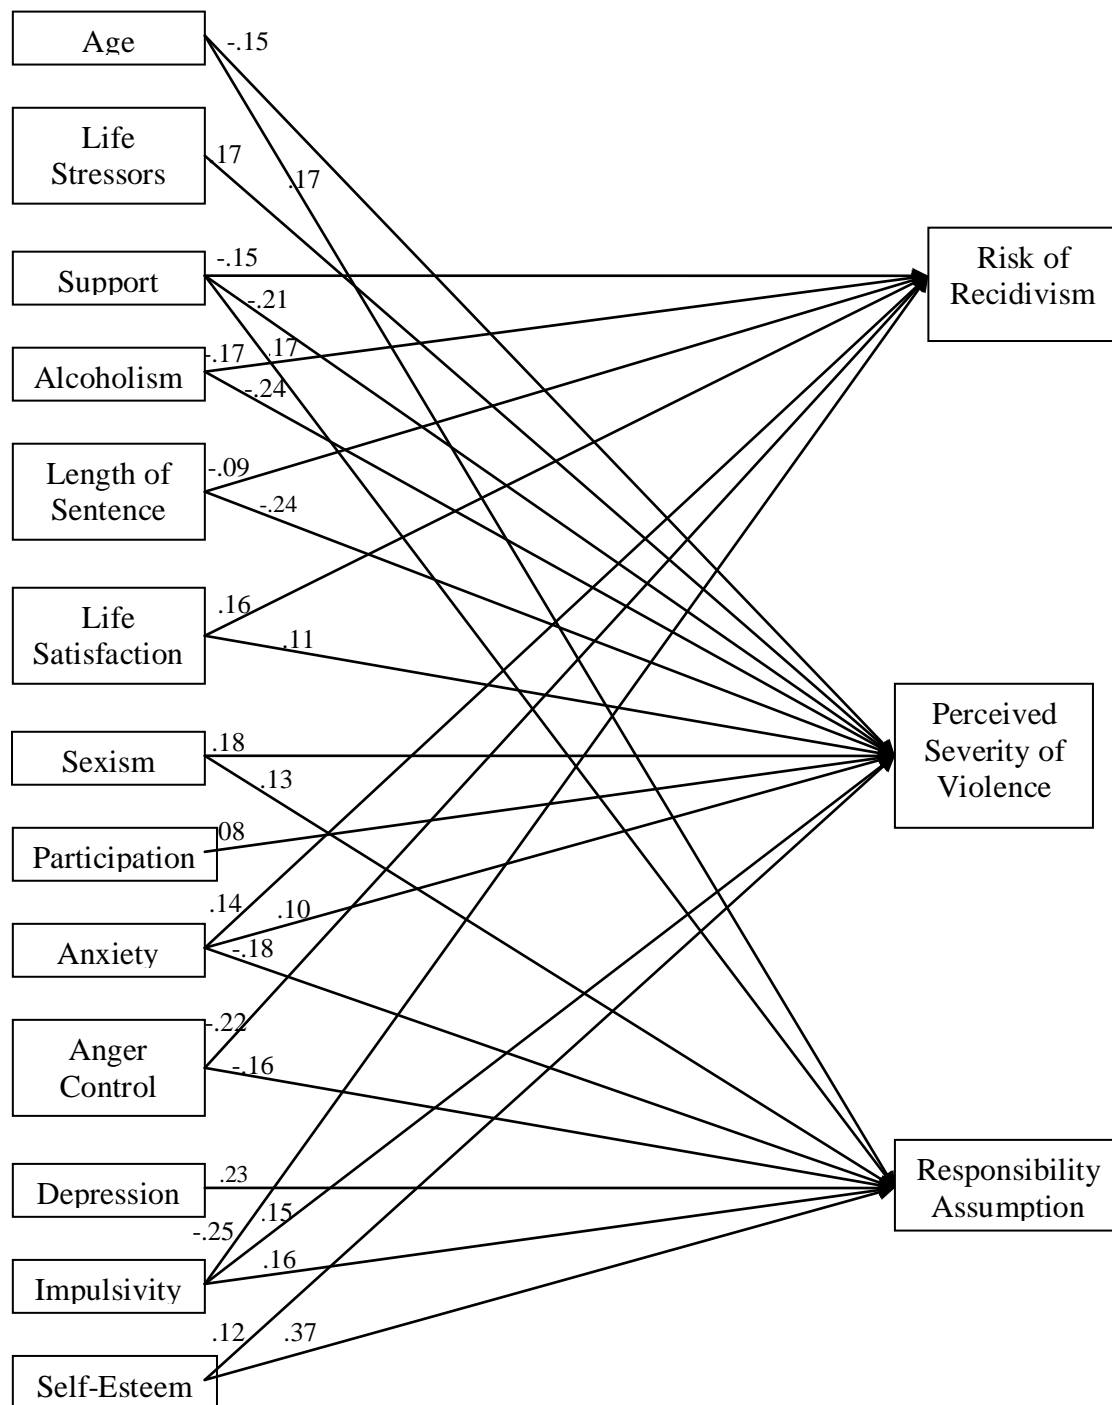 Age
-.15
Life
Stressors
.17
.17
Support
-.15
-.21
.17
Alcoholism
-.17
-.24
Length of
Sentence
-.09
-.24
Life
Satisfaction
.16
.11
Sexism
.18
.13
Participation
08
Anxiety
.14
.10
-.18
Anger
Control
-.22
-.16
Depression
.23
Impulsivity
-.25
.15
.16
Self-Esteem
.12
.37
Risk of
Recidivism
Perceived
Severity of
Violence
Responsibility
Assumption